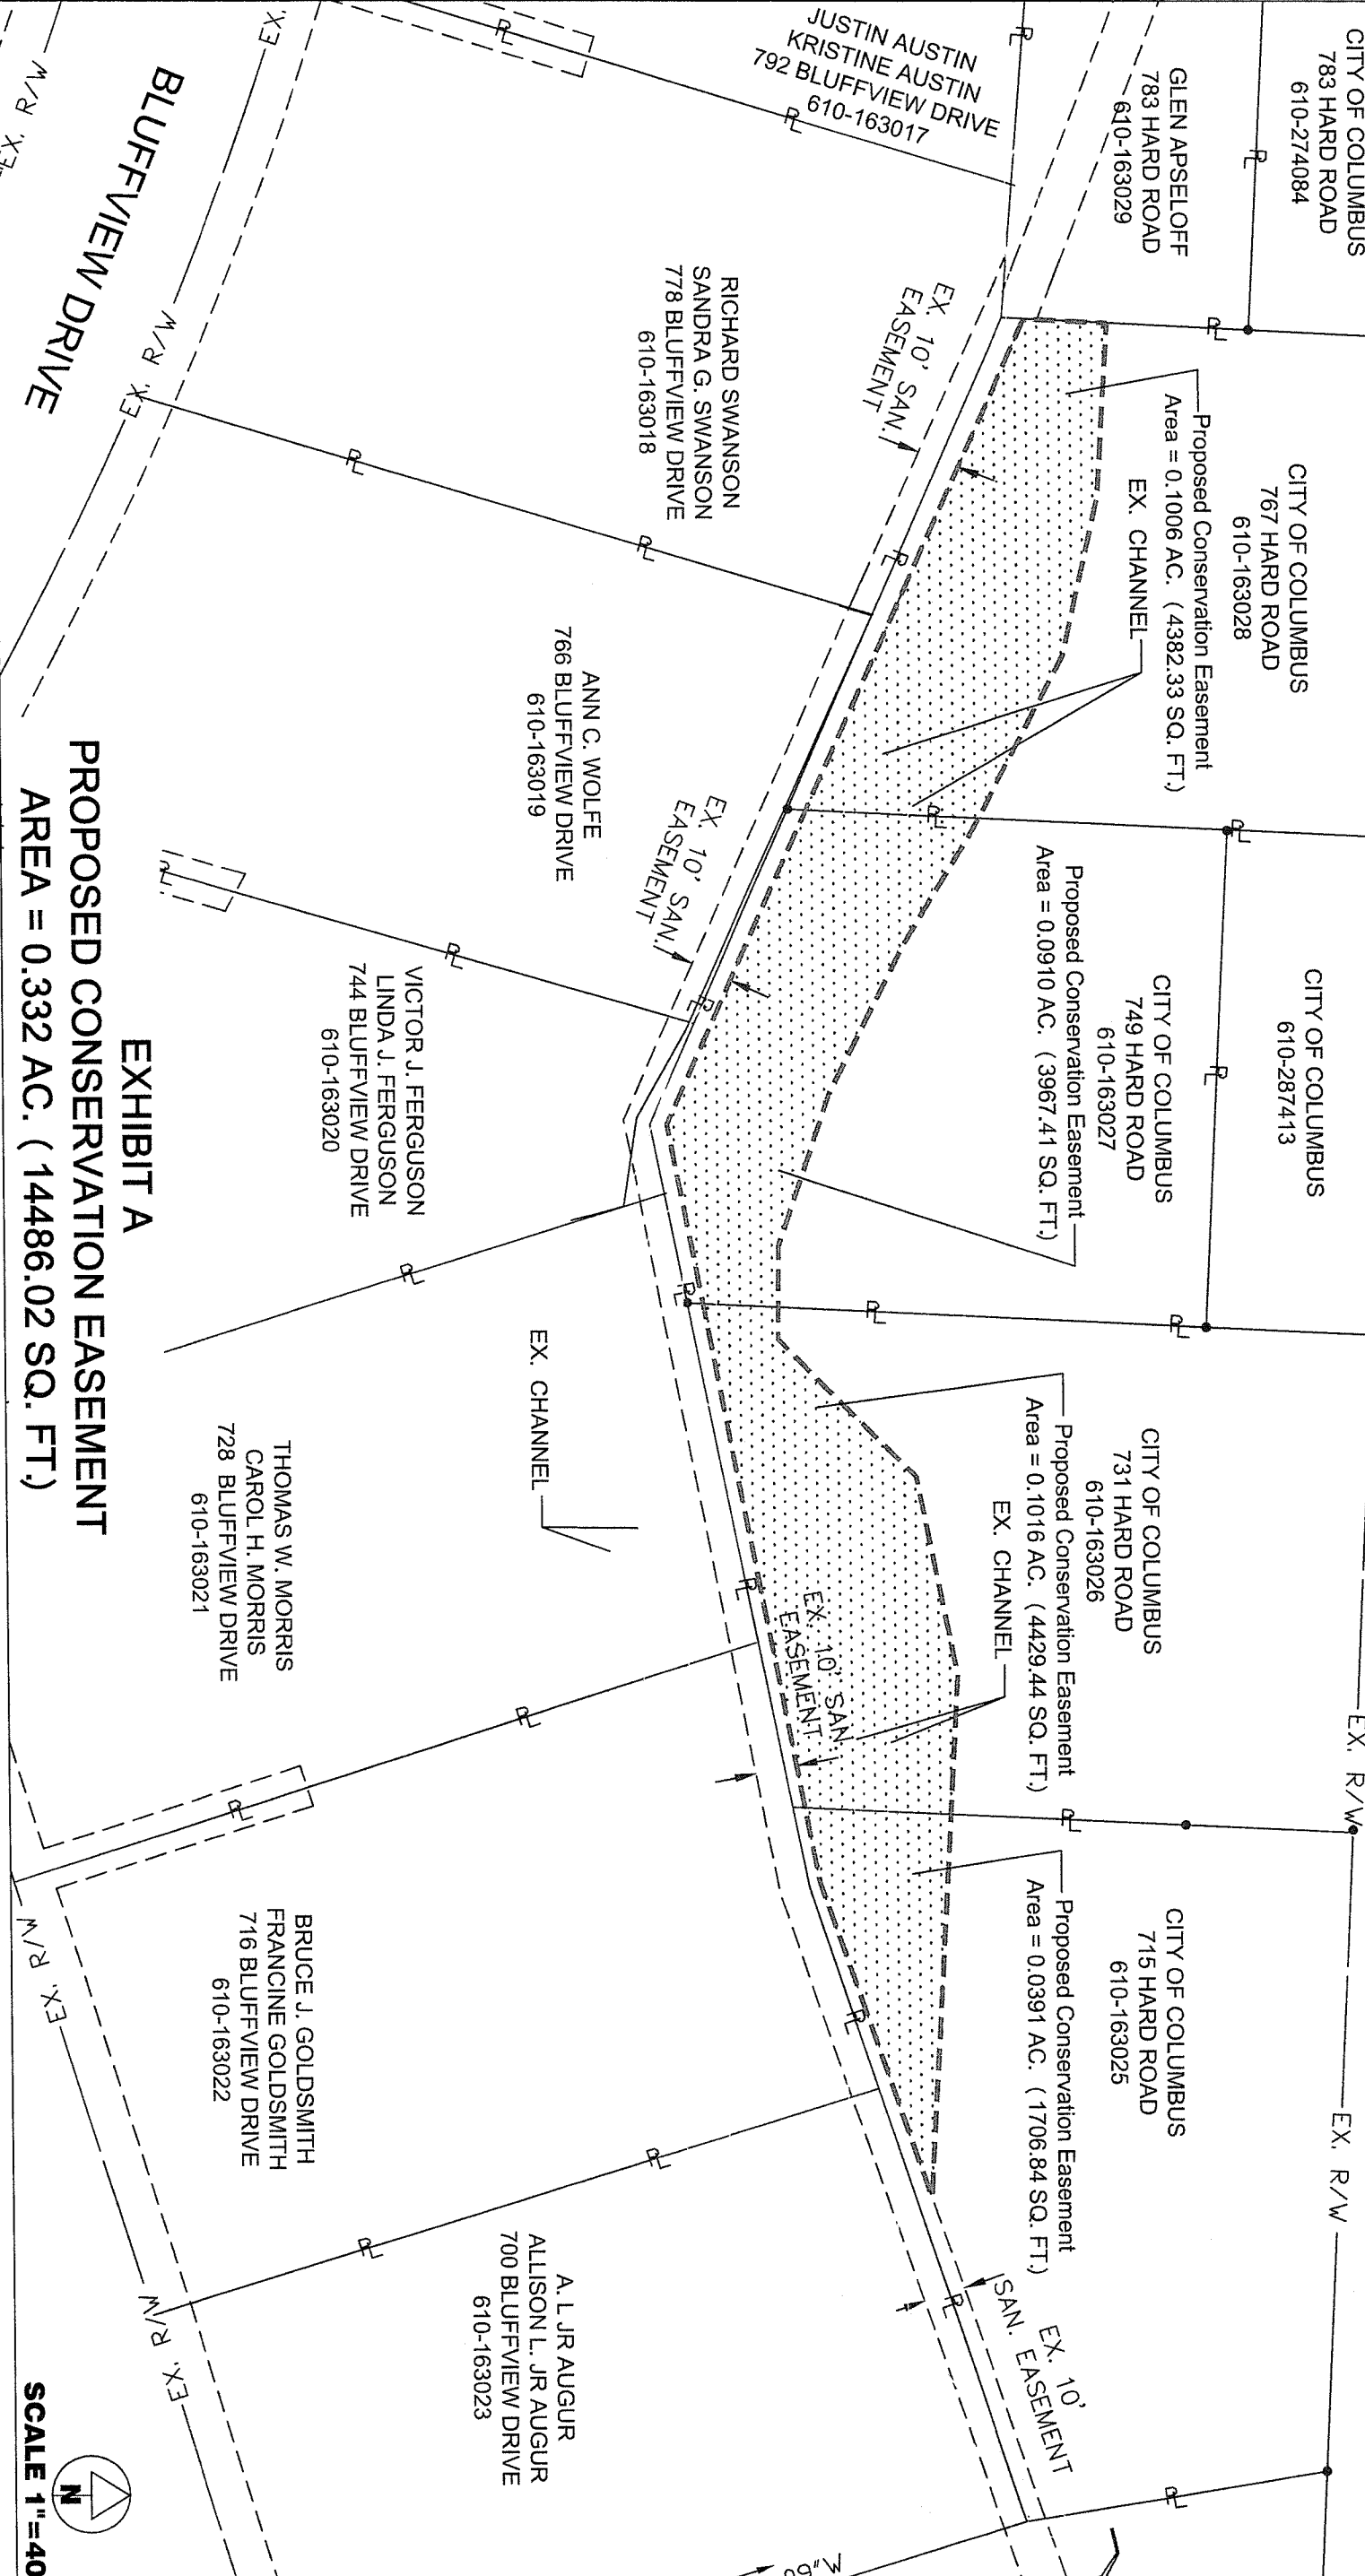 CITY OF COLUMBUS
783 HARD ROAD
610-274084
GLEN APSELOFF
783 HARD ROAD
610-163029
JUSTIN AUSTIN
KRISTINE AUSTIN
792 BLUFFVIEW DRIVE
610-163017
CITY OF COLUMBUS
767 HARD ROAD
610-163028
Proposed Conservation Easement
Area = 0.1006 AC. (4382.33 SQ. FT.)
EX. CHANNEL
CITY OF COLUMBUS
610-287413
CITY OF COLUMBUS
749 HARD ROAD
610-163027
Proposed Conservation Easement
Area = 0.0910 AC. (3967.41 SQ. FT.)
CITY OF COLUMBUS
731 HARD ROAD
610-163026
Proposed Conservation Easement
Area = 0.1016 AC. (4429.44 SQ. FT.)
EX. CHANNEL
EX. R/W
EX. R/W
CITY OF COLUMBUS
715 HARD ROAD
610-163025
Proposed Conservation Easement
Area = 0.0391 AC. (1706.84 SQ. FT.)
EX. 10'
SAN. EASEMENT
EX. 10' SAN.
EASEMENT
EX. 10' SAN.
EASEMENT
EX. 10' SAN
EASEMENT
RICHARD SWANSON
SANDRA G. SWANSON
778 BLUFFVIEW DRIVE
610-163018
ANN C. WOLFE
766 BLUFFVIEW DRIVE
610-163019
VICTOR J. FERGUSON
LINDA J. FERGUSON
744 BLUFFVIEW DRIVE
610-163020
EX. CHANNEL
THOMAS W. MORRIS
CAROL H. MORRIS
728 BLUFFVIEW DRIVE
610-163021
BRUCE J. GOLDSMITH
FRANCINE GOLDSMITH
716 BLUFFVIEW DRIVE
610-163022
A. L JR AUGUR
ALLISON L. JR AUGUR
700 BLUFFVIEW DRIVE
610-163023
EX.
EX. R/W
EX. R/W
BLUFFVIEW DRIVE
EX. R/W
EX. R/W
EXHIBIT A
PROPOSED CONSERVATION EASEMENT
AREA = 0.332 AC. (14486.02 SQ. FT.)
N
SCALE 1"=40